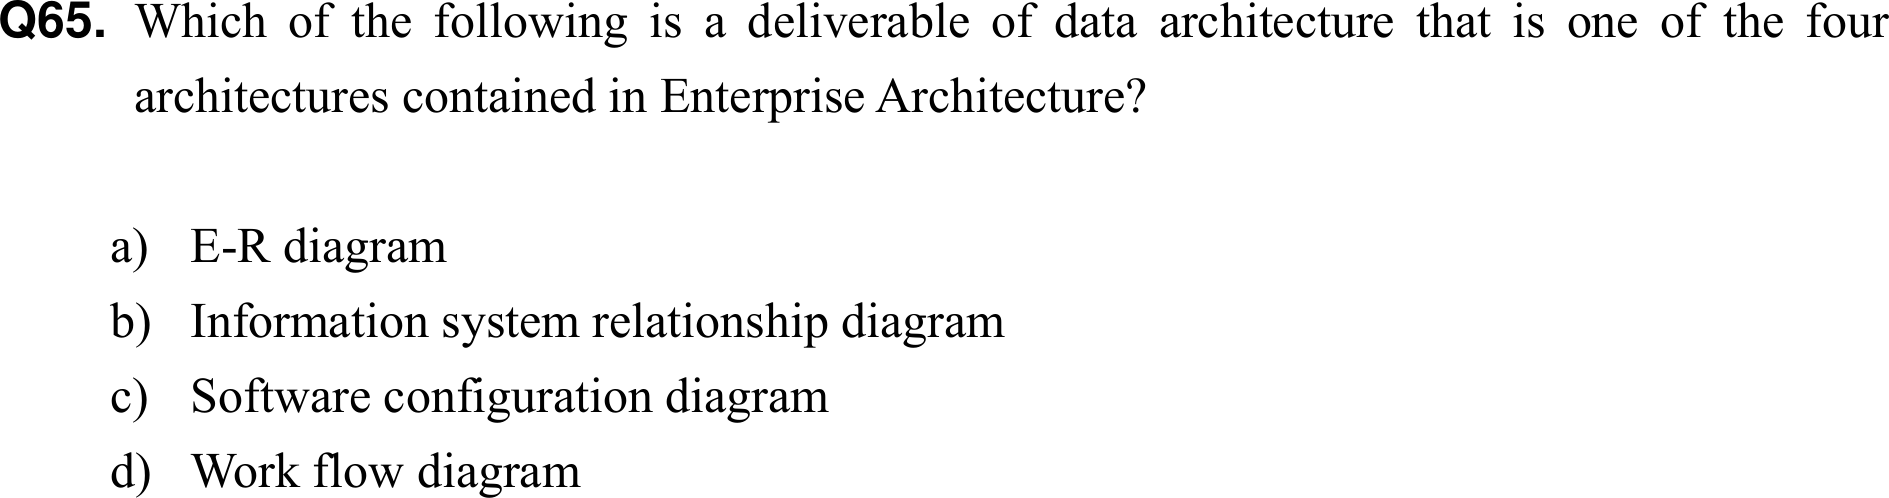 Q65. Which of the following is a deliverable of data architecture that is one of the four
architectures contained in Enterprise Architecture?
a) E-R diagram
b) Information system relationship diagram
c) Software configuration diagram
d) Work flow diagram